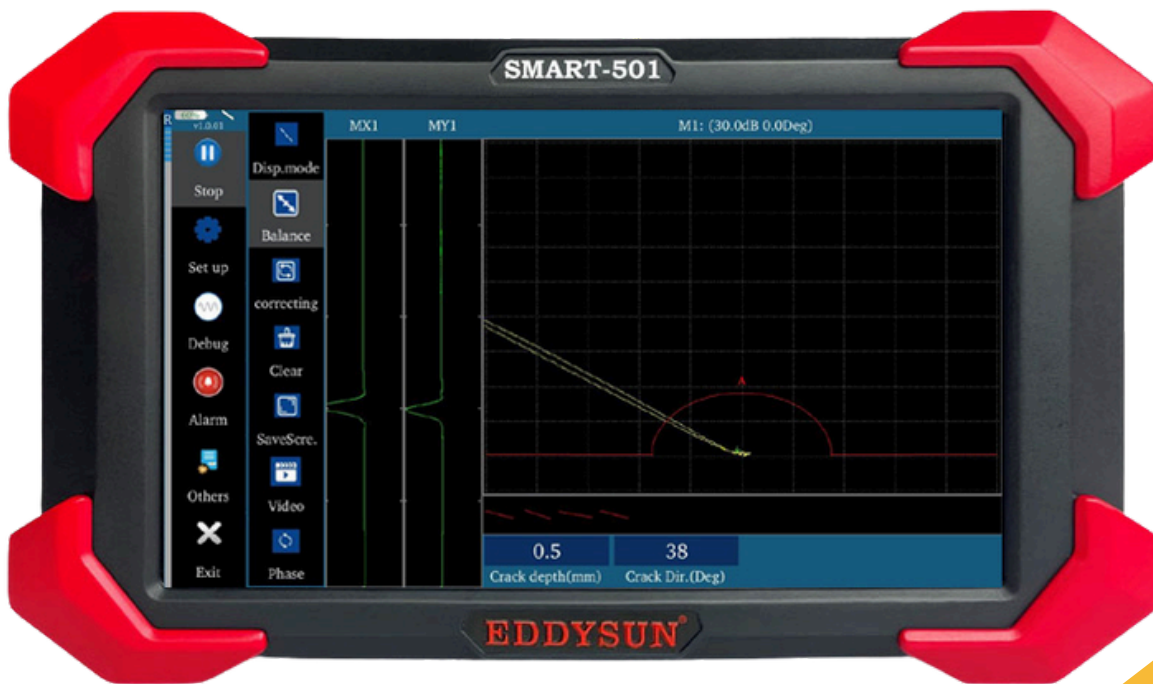 SMART-501
R
60%
v1.0.01
Stop
Set up
Debug
Alarm
Others
Exit
Disp.mode
Balance
correcting
Clear
SaveScre.
Video
Phase
MX1 MY1 M1: (30.0dB 0.0Deg)
A
0.5 38
Crack depth(mm) Crack Dir.(Deg)
EDDYSUN®